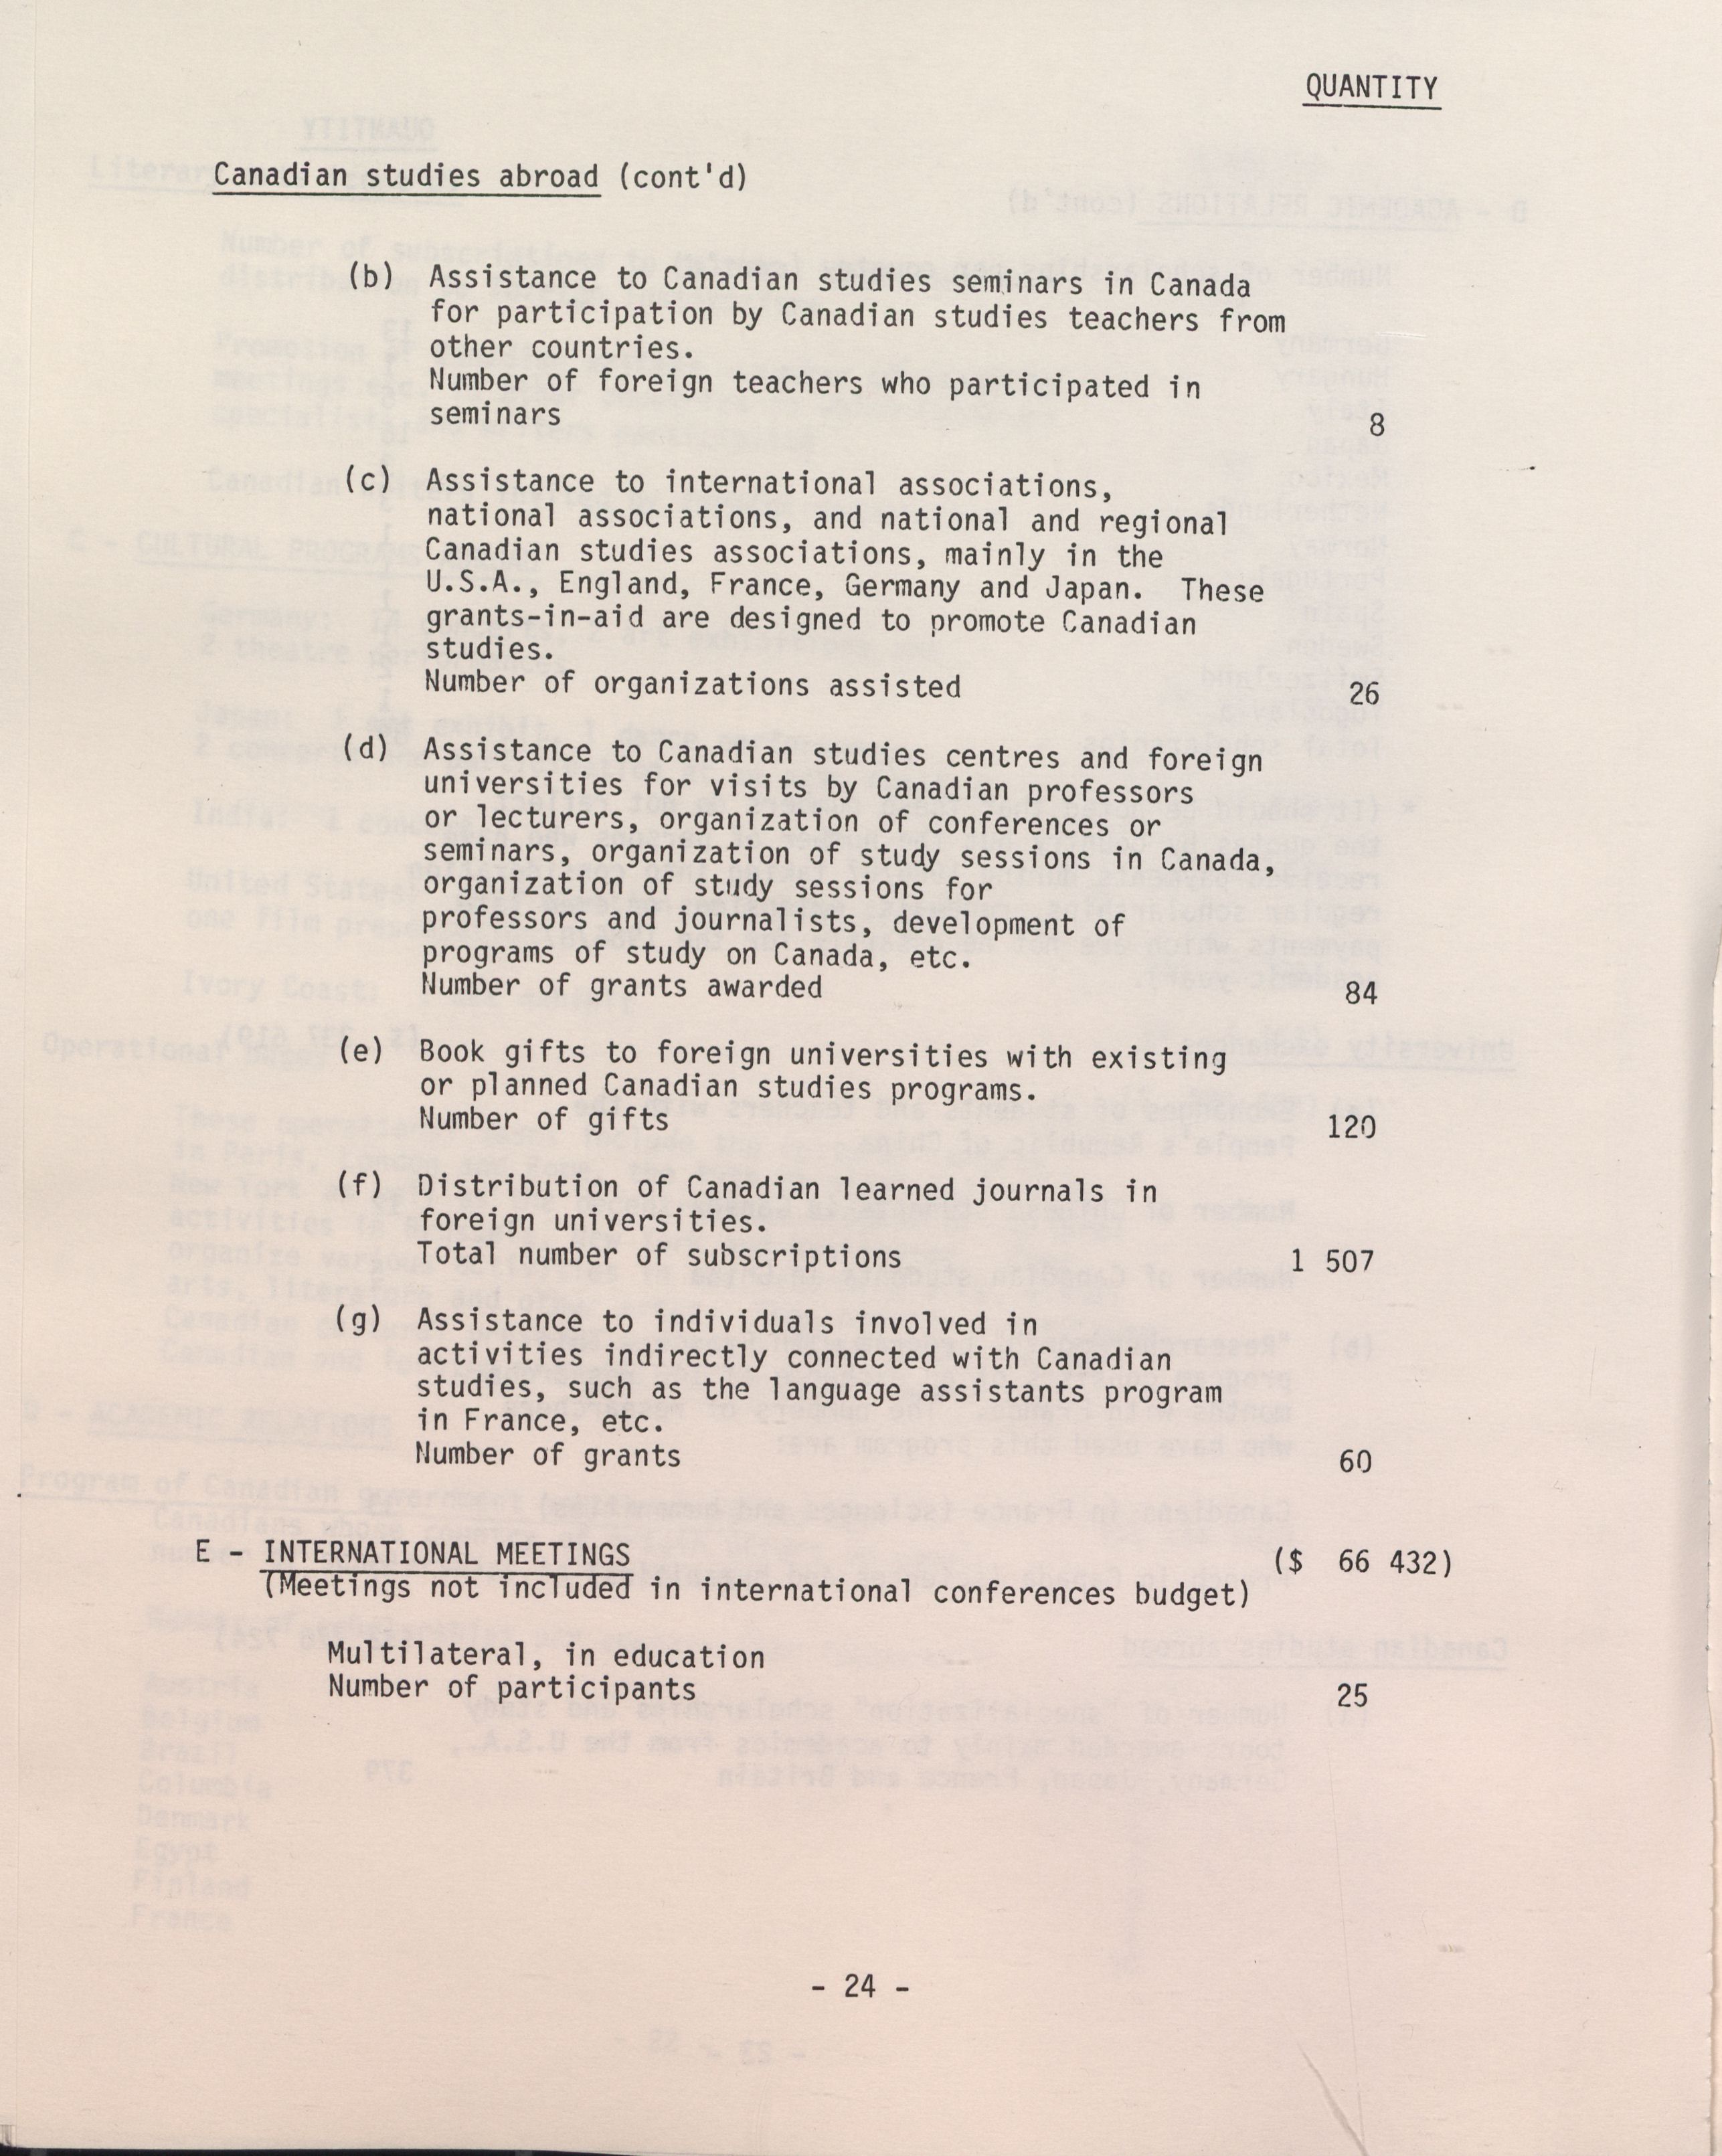 QUANTITY
Canadian studies abroad (cont'd)
(b) Assistance to Canadian studies seminars in Canada
for participation by Canadian studies teachers from
other countries.
Number of foreign teachers who participated in
seminars 8
(c) Assistance to international associations,
national associations, and national and regional
Canadian studies associations, mainly in the
U.S.A., England, France, Germany and Japan. These
grants-in-aid are designed to promote Canadian
studies.
Number of organizations assisted 26
(d) Assistance to Canadian studies centres and foreign
universities for visits by Canadian professors
or lecturers, organization of conferences or
seminars, organization of study sessions in Canada,
organization of study sessions for
professors and journalists, development of
programs of study on Canada, etc.
Number of grants awarded 84
(e) Book gifts to foreign universities with existing
or planned Canadian studies programs.
Number of gifts 120
(f) Distribution of Canadian learned journals in
foreign universities.
Total number of subscriptions 1 507
(g) Assistance to individuals involved in
activities indirectly connected with Canadian
studies, such as the language assistants program
in France, etc.
Number of grants 60
E - INTERNATIONAL MEETINGS ($ 66 432)
(Meetings not included in international conferences budget)
Multilateral, in education
Number of participants 25
- 24 -